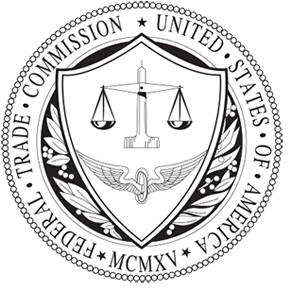 FEDERAL · TRADE · COMMISSION ★ UNITED · STATES · OF · AMERICA
★ MCMXV ★